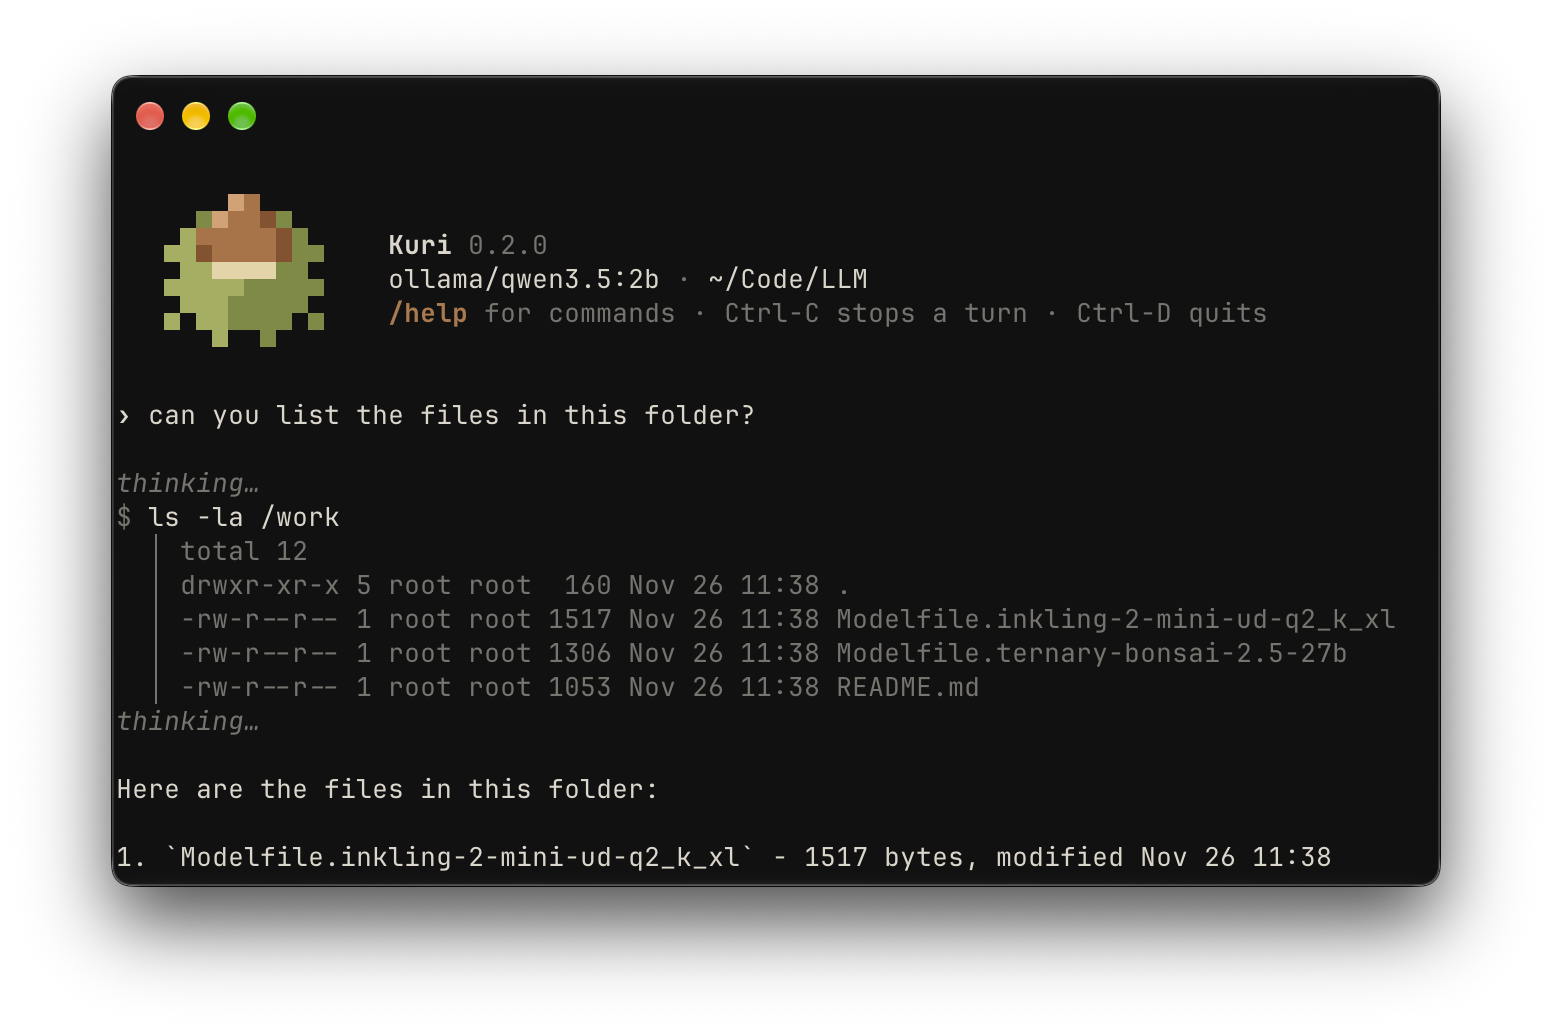 Kuri 0.2.0
ollama/qwen3.5:2b · ~/Code/LLM
/help for commands · Ctrl-C stops a turn · Ctrl-D quits
› can you list the files in this folder?
thinking…
$ ls -la /work
total 12
drwxr-xr-x 5 root root  160 Nov 26 11:38 .
-rw-r--r-- 1 root root 1517 Nov 26 11:38 Modelfile.inkling-2-mini-ud-q2_k_xl
-rw-r--r-- 1 root root 1306 Nov 26 11:38 Modelfile.ternary-bonsai-2.5-27b
-rw-r--r-- 1 root root 1053 Nov 26 11:38 README.md
thinking…
Here are the files in this folder:
1. `Modelfile.inkling-2-mini-ud-q2_k_xl` - 1517 bytes, modified Nov 26 11:38